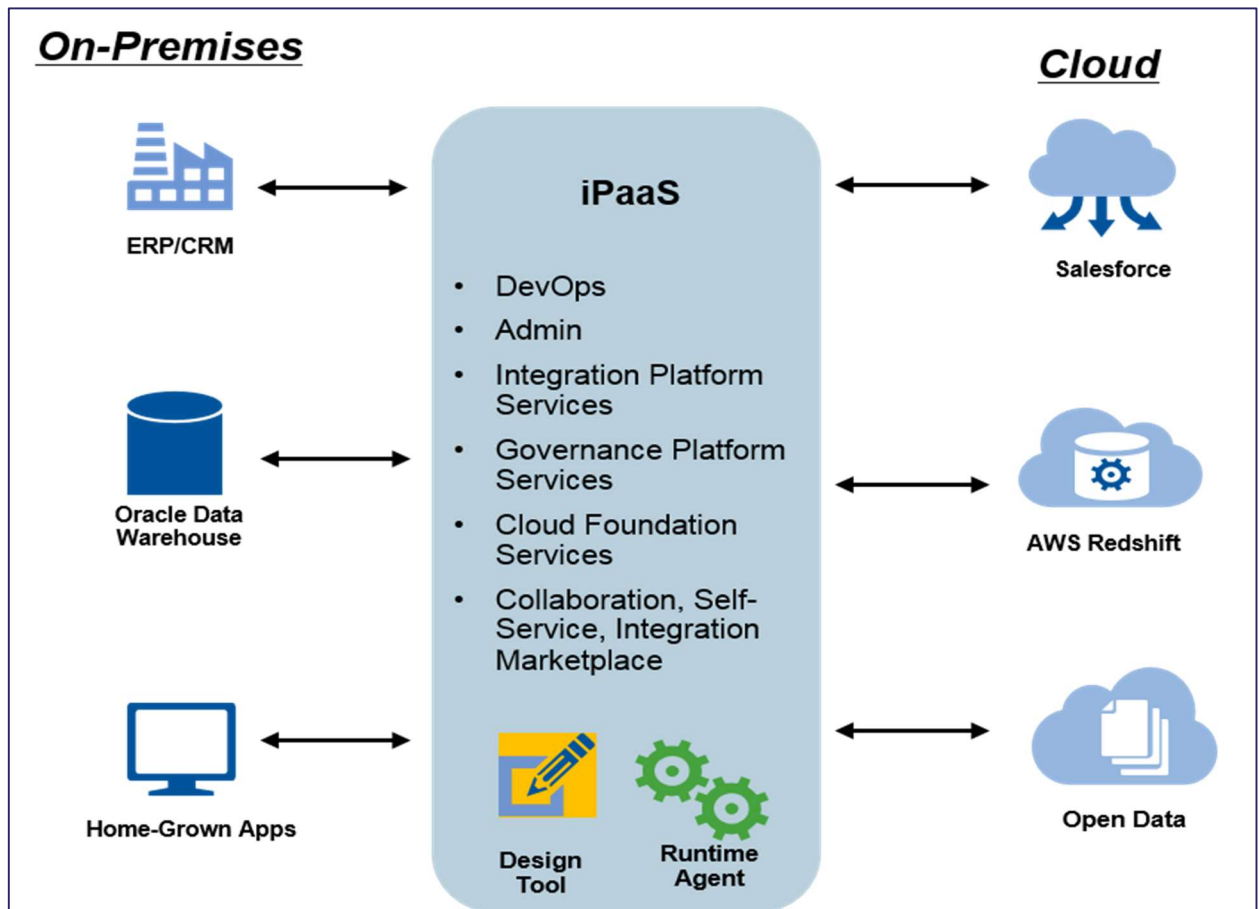 On-Premises
Cloud
ERP/CRM
Oracle Data
Warehouse
Home-Grown Apps
iPaaS
• DevOps
• Admin
• Integration Platform
Services
• Governance Platform
Services
• Cloud Foundation
Services
• Collaboration, Self-
Service, Integration
Marketplace
Design
Tool
Runtime
Agent
Salesforce
AWS Redshift
Open Data